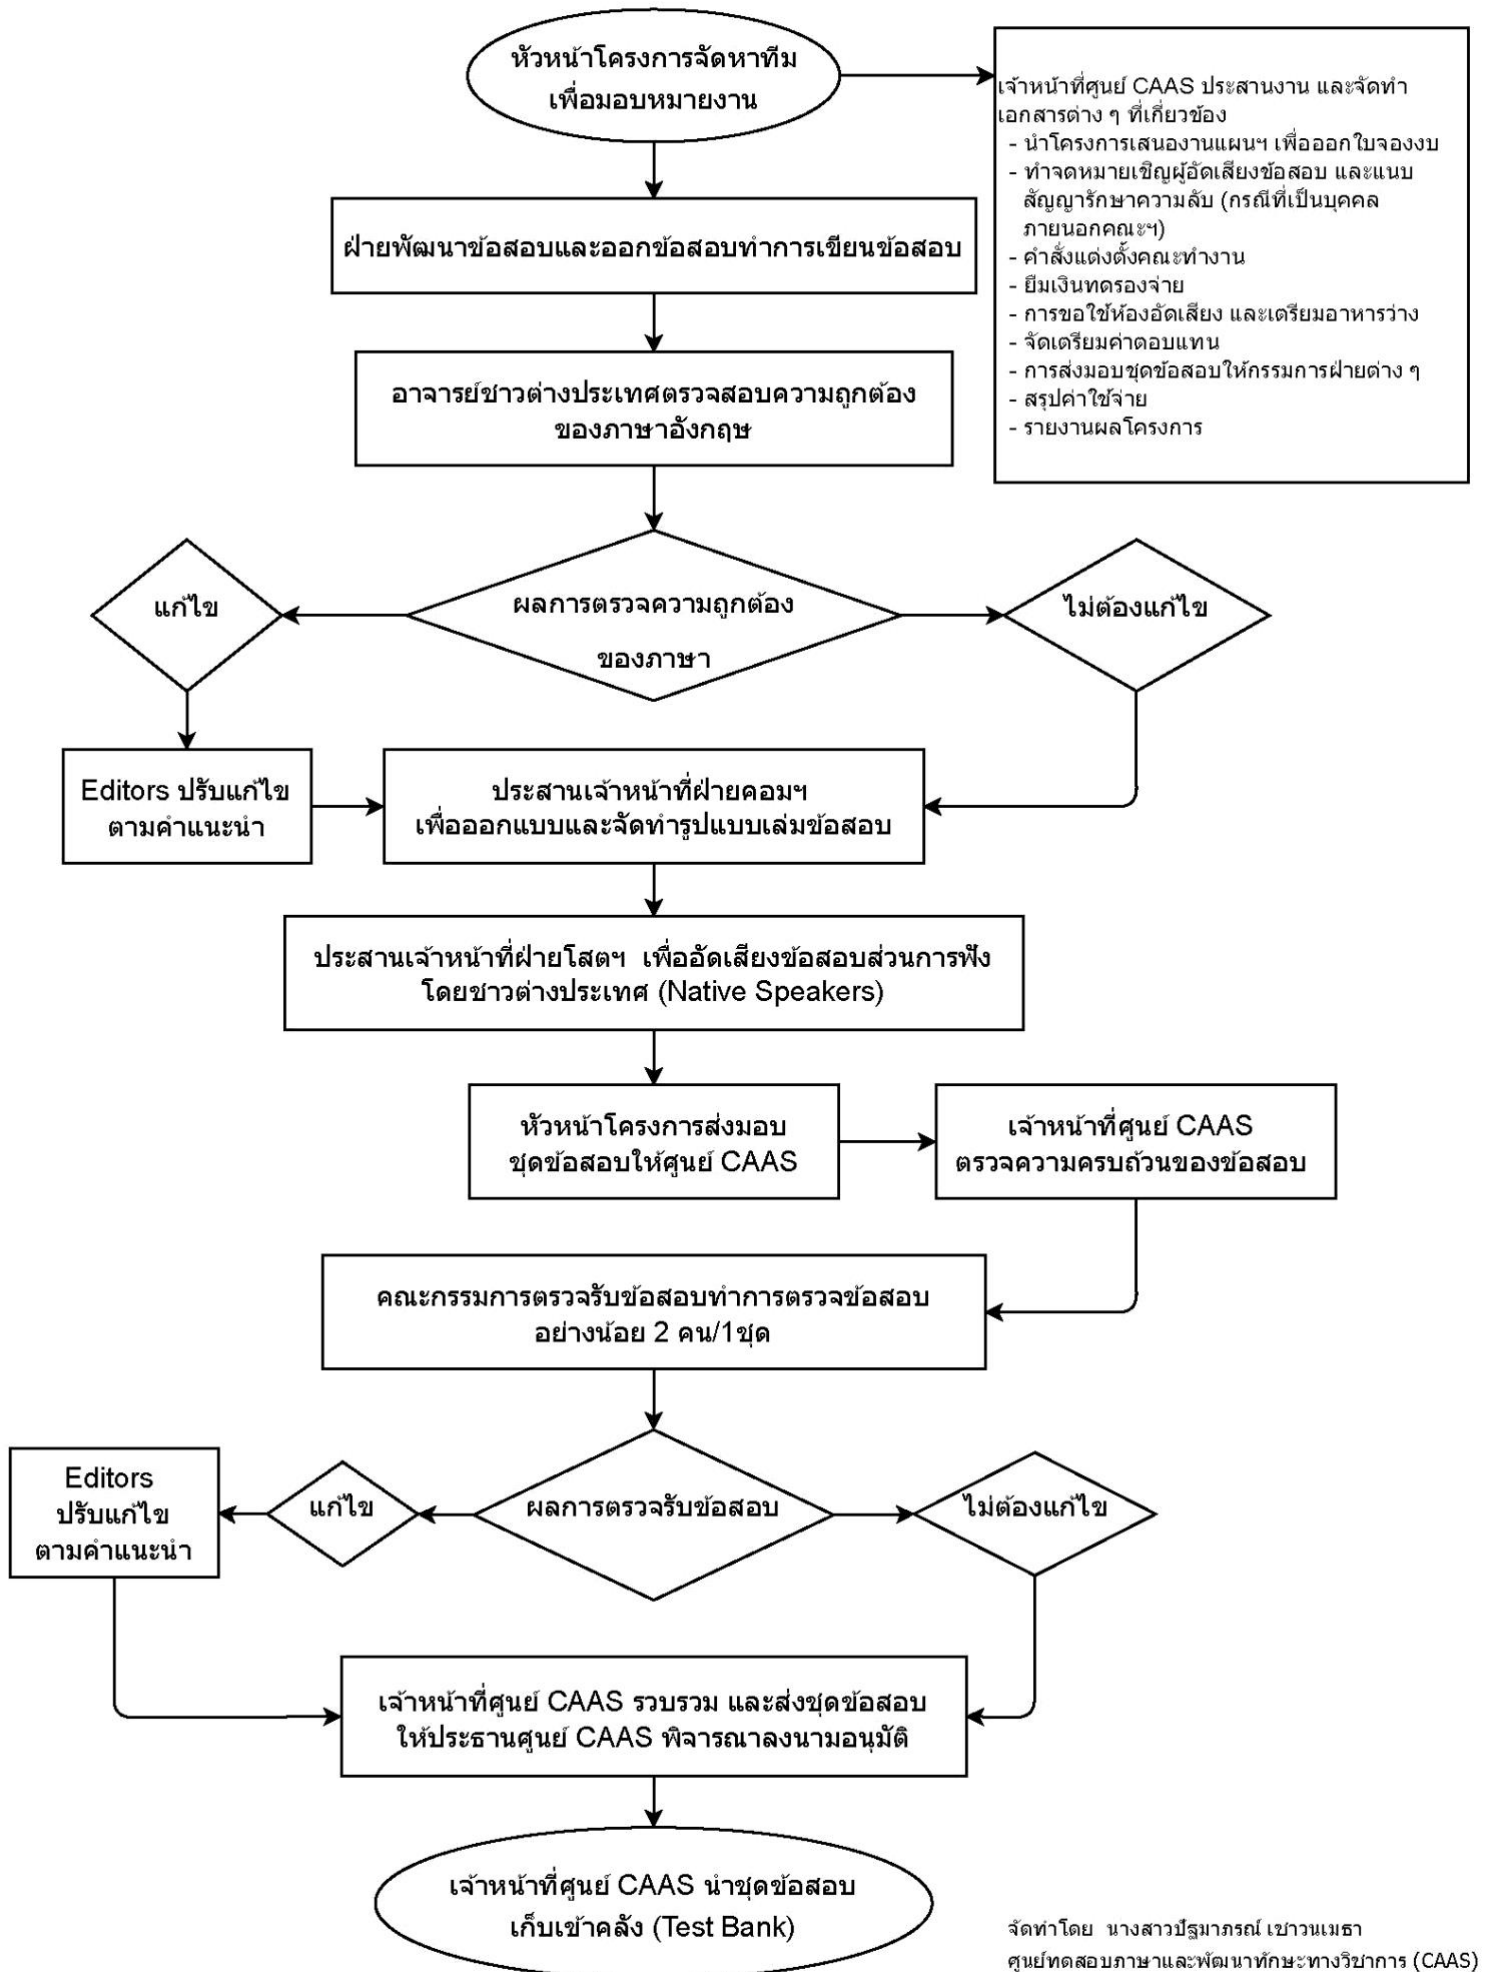 หัวหน้าโครงการจัดหาทีม
เพื่อมอบหมายงาน
เจ้าหน้าที่ศูนย์ CAAS ประสานงาน และจัดทำ
เอกสารต่าง ๆ ที่เกี่ยวข้อง
- นำโครงการเสนองานแผนฯ เพื่อออกใบจองงบ
- ทำจดหมายเชิญผู้อัดเสียงข้อสอบ และแนบ
สัญญารักษาความลับ (กรณีที่เป็นบุคคล
ภายนอกคณะฯ)
- คำสั่งแต่งตั้งคณะทำงาน
- ยืมเงินทดรองจ่าย
- การขอใช้ห้องอัดเสียง และเตรียมอาหารว่าง
- จัดเตรียมค่าตอบแทน
- การส่งมอบชุดข้อสอบให้กรรมการฝ่ายต่าง ๆ
- สรุปค่าใช้จ่าย
- รายงานผลโครงการ
ฝ่ายพัฒนาข้อสอบและออกข้อสอบทำการเขียนข้อสอบ
อาจารย์ชาวต่างประเทศตรวจสอบความถูกต้อง
ของภาษาอังกฤษ
แก้ไข
ผลการตรวจความถูกต้อง
ของภาษา
ไม่ต้องแก้ไข
Editors ปรับแก้ไข
ตามคำแนะนำ
ประสานเจ้าหน้าที่ฝ่ายคอมฯ
เพื่อออกแบบและจัดทำรูปแบบเล่มข้อสอบ
ประสานเจ้าหน้าที่ฝ่ายโสตฯ เพื่ออัดเสียงข้อสอบส่วนการฟัง
โดยชาวต่างประเทศ (Native Speakers)
หัวหน้าโครงการส่งมอบ
ชุดข้อสอบให้ศูนย์ CAAS
เจ้าหน้าที่ศูนย์ CAAS
ตรวจความครบถ้วนของข้อสอบ
คณะกรรมการตรวจรับข้อสอบทำการตรวจข้อสอบ
อย่างน้อย 2 คน/1ชุด
Editors
ปรับแก้ไข
ตามคำแนะนำ
แก้ไข
ผลการตรวจรับข้อสอบ
ไม่ต้องแก้ไข
เจ้าหน้าที่ศูนย์ CAAS รวบรวม และส่งชุดข้อสอบ
ให้ประธานศูนย์ CAAS พิจารณาลงนามอนุมัติ
เจ้าหน้าที่ศูนย์ CAAS นำชุดข้อสอบ
เก็บเข้าคลัง (Test Bank)
จัดทำโดย นางสาวปัฐมาภรณ์ เชาวนเมธา
ศูนย์ทดสอบภาษาและพัฒนาทักษะทางวิชาการ (CAAS)